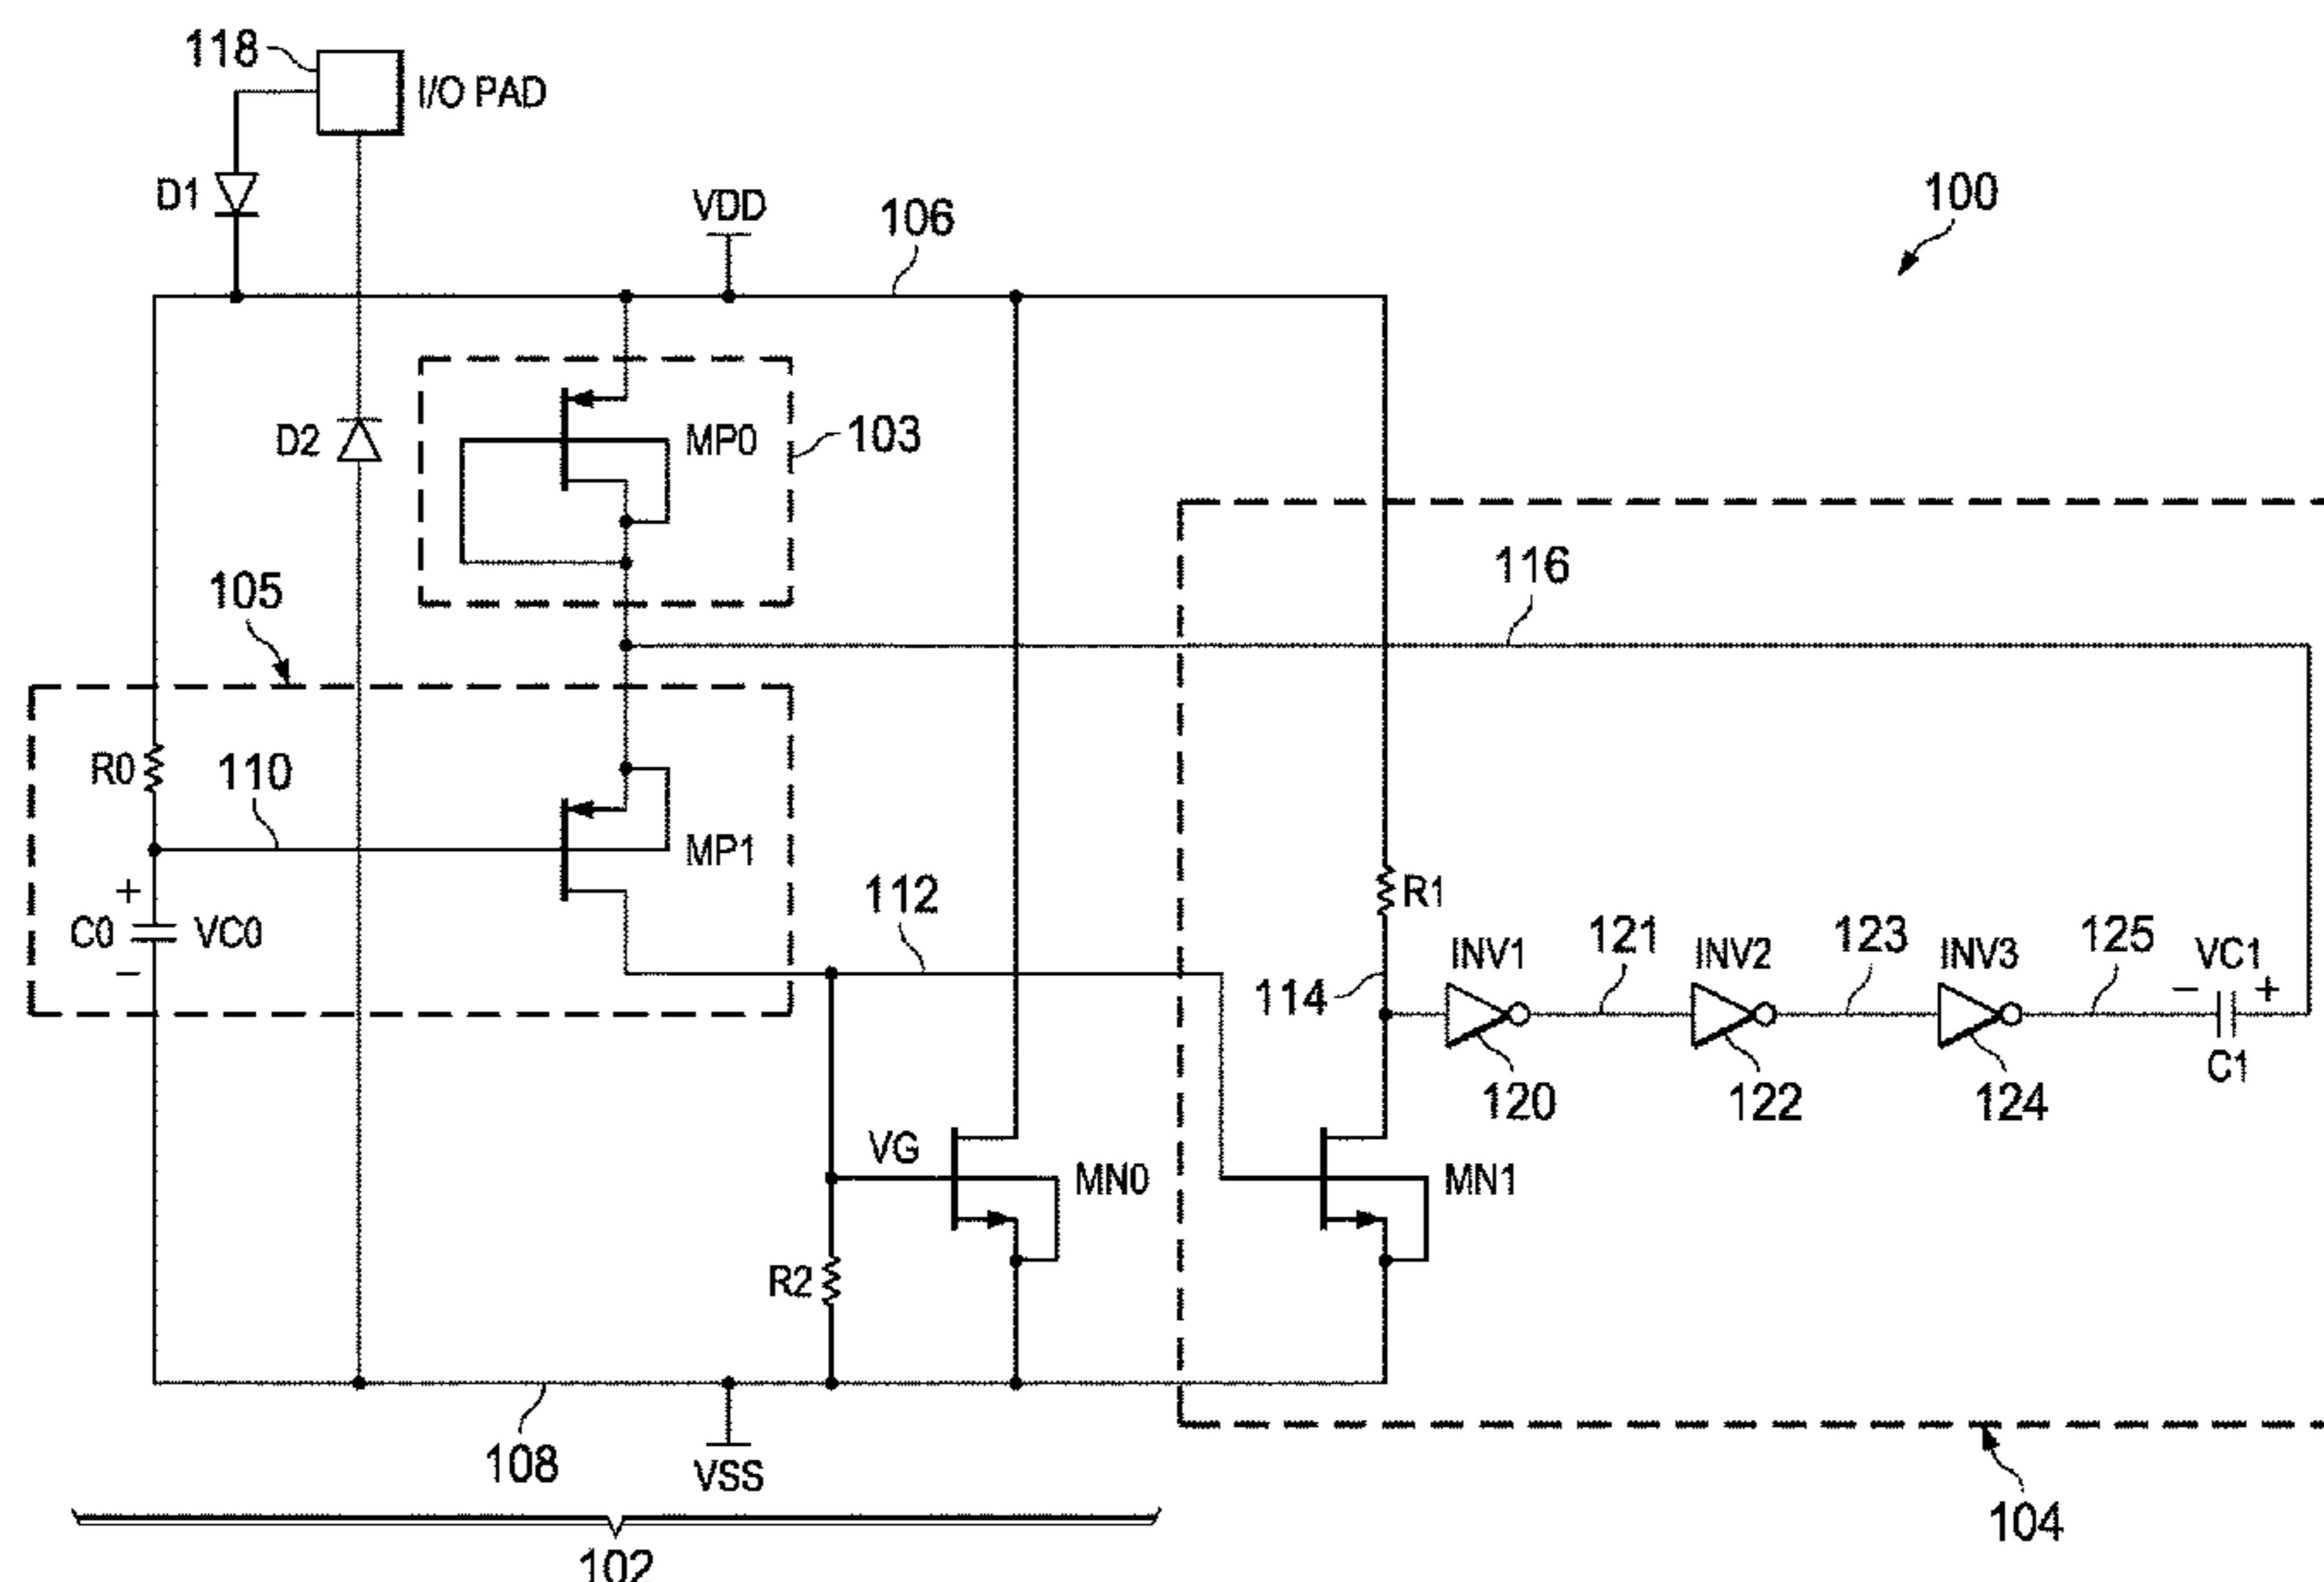 118
I/O PAD
D1
VDD
106
100
D2
MP0
103
105
116
R0
110
MP1
112
R1
+
C0
VC0
−
INV1
121
INV2
123
INV3
125
VC1
− +
114
120
122
124
C1
VG
MN0
MN1
R2
108
VSS
104
102